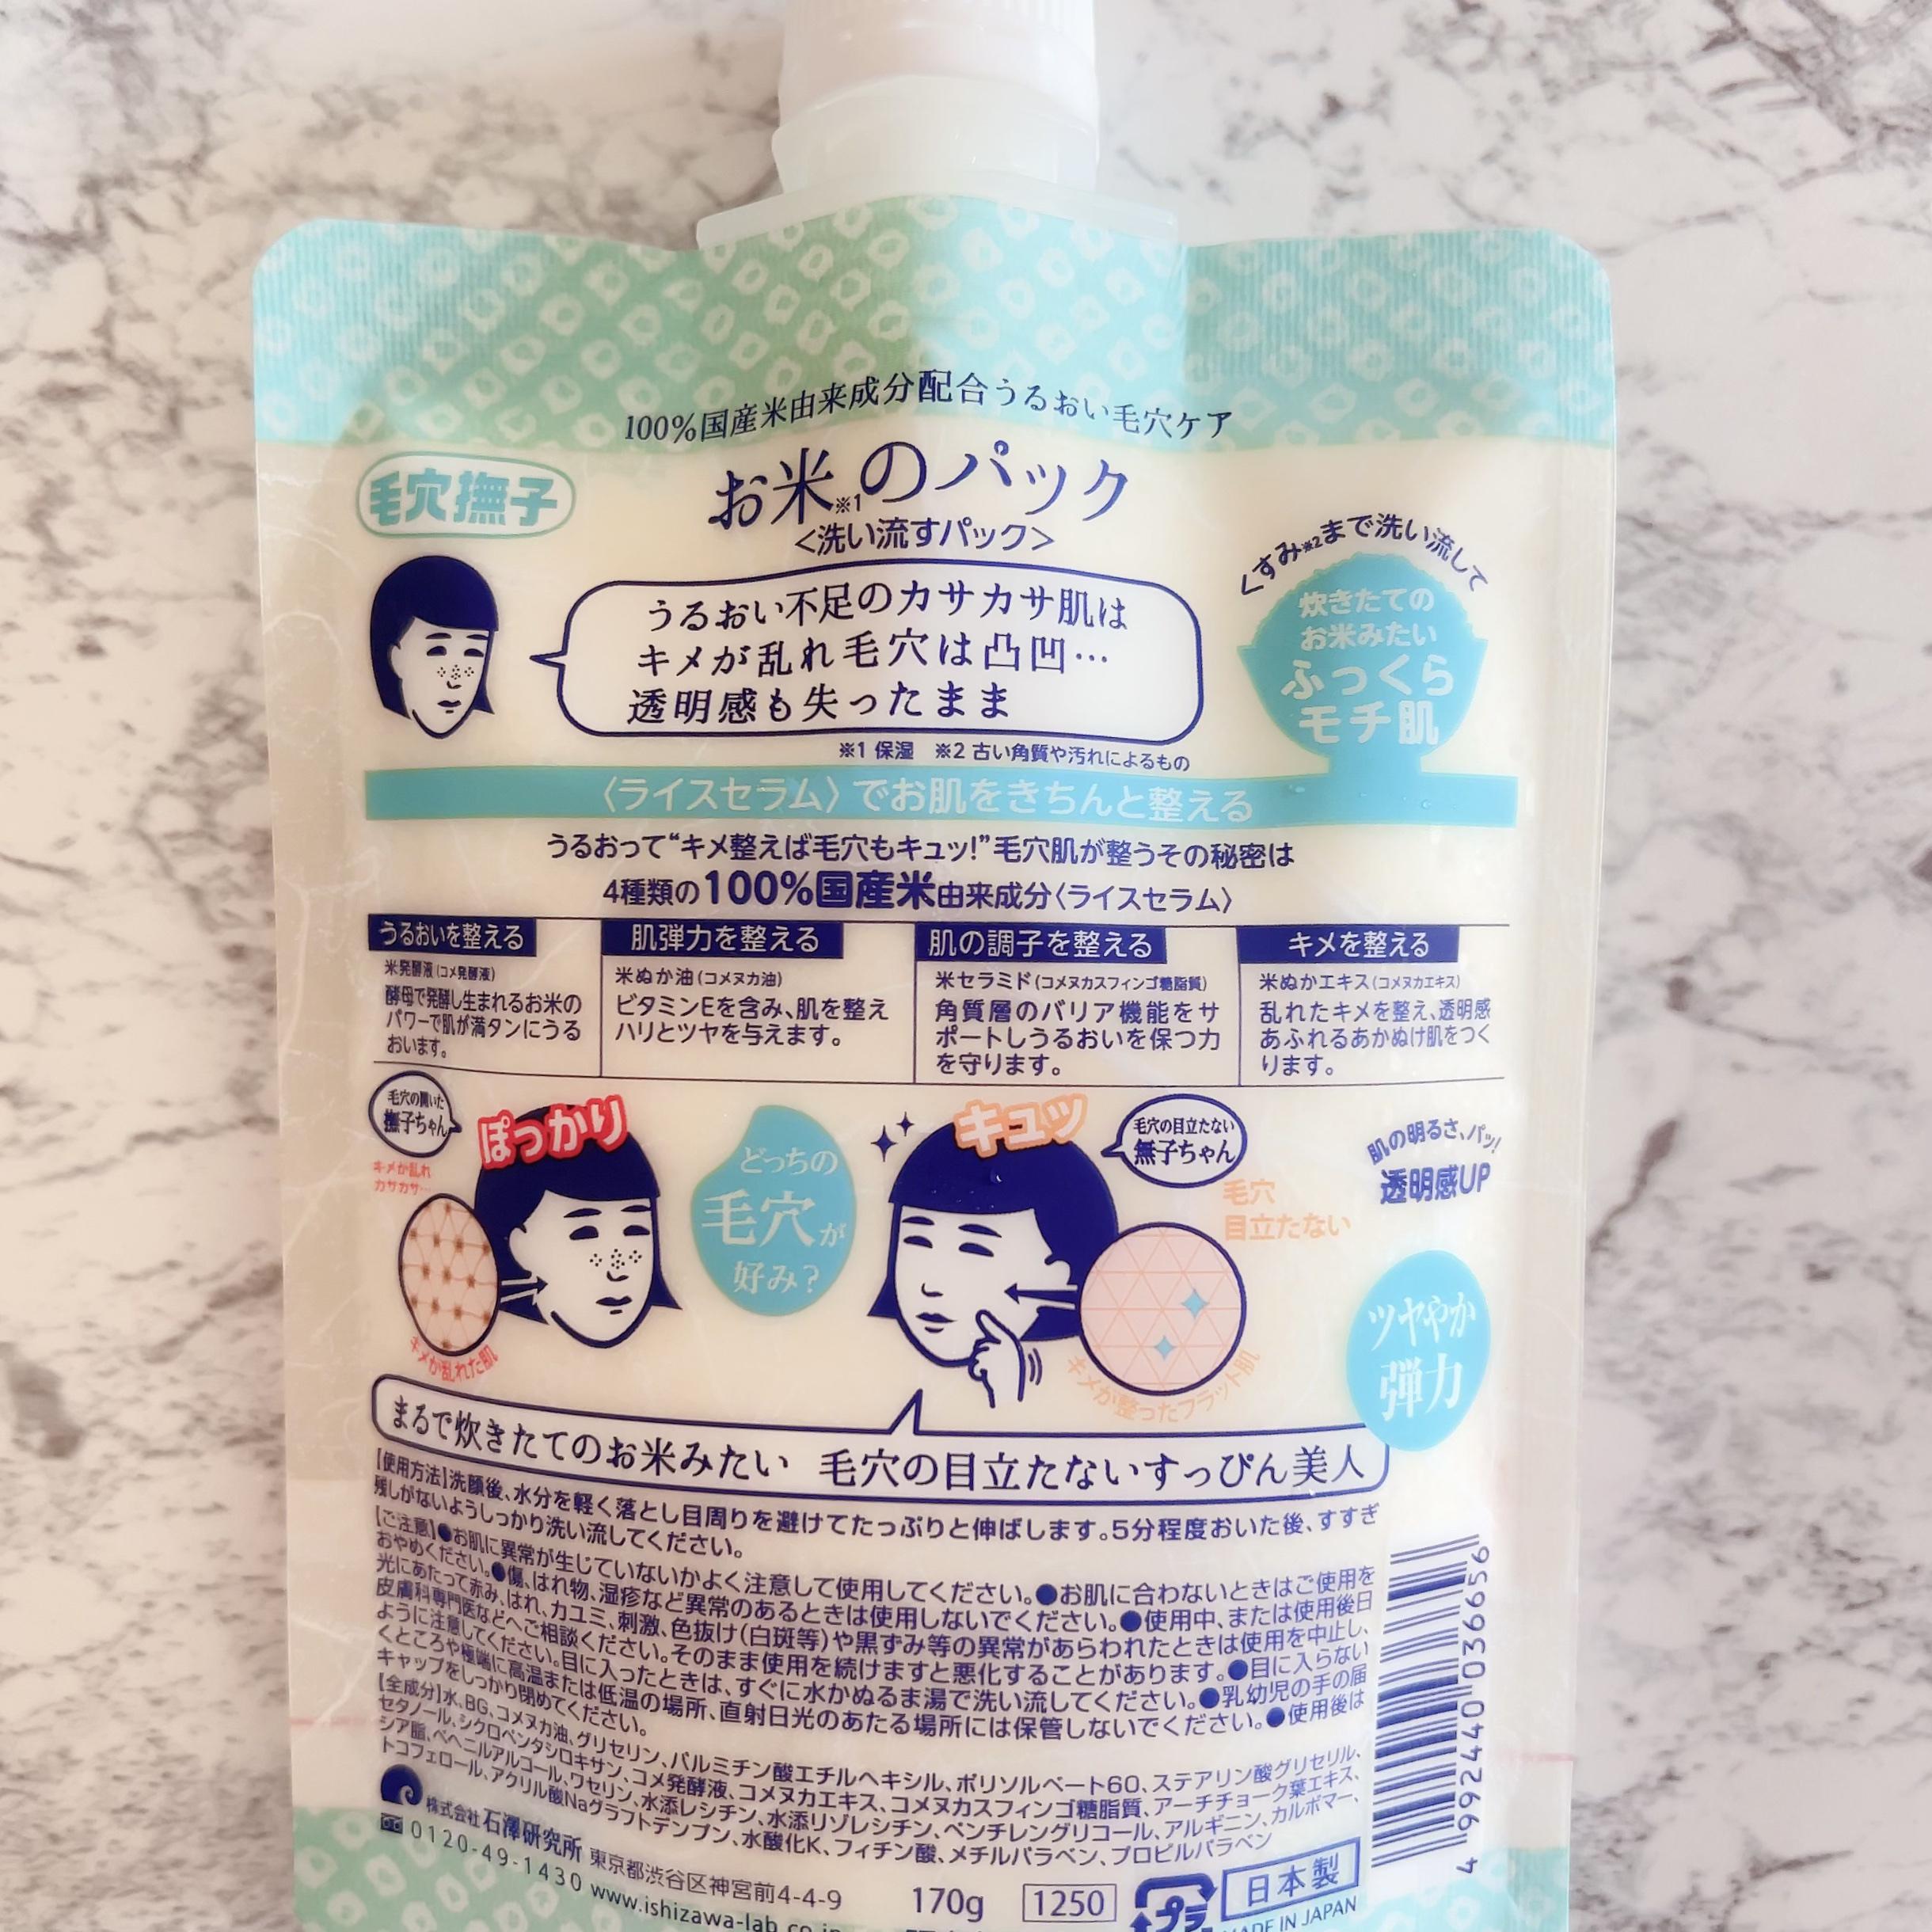 100%国産米由来成分配合うるおい毛穴ケア
毛穴撫子
お米※1のパック
<洗い流すパック>
くすみ※2まで洗い流して
炊きたての
お米みたい
ふっくら
モチ肌
うるおい不足のカサカサ肌は
キメが乱れ毛穴は凸凹…
透明感も失ったまま
※1 保湿 ※2 古い角質や汚れによるもの
〈ライスセラム〉でお肌をきちんと整える
うるおって“キメ整えば毛穴もキュッ!”毛穴肌が整うその秘密は
4種類の100%国産米由来成分〈ライスセラム〉
うるおいを整える
米発酵液(コメ発酵液)
酵母で発酵し生まれるお米の
パワーで肌が満タンにうる
おいます。
肌弾力を整える
米ぬか油(コメヌカ油)
ビタミンEを含み、肌を整え
ハリとツヤを与えます。
肌の調子を整える
米セラミド(コメヌカスフィンゴ糖脂質)
角質層のバリア機能をサ
ポートしうるおいを保つ力
を守ります。
キメを整える
米ぬかエキス(コメヌカエキス)
乱れたキメを整え、透明感
あふれるあかぬけ肌をつく
ります。
毛穴の開いた
撫子ちゃん
ぽっかり
キメが乱れ
カサカサ…
キメが乱れた肌
どっちの
毛穴が
好み?
キュッ
毛穴の目立たない
撫子ちゃん
毛穴
目立たない
キメが整ったフラット肌
肌の明るさ、パッ!
透明感UP
ツヤやか
弾力
まるで炊きたてのお米みたい 毛穴の目立たないすっぴん美人
【使用方法】洗顔後、水分を軽く落とし目周りを避けてたっぷりと伸ばします。5分程度おいた後、すすぎ
残しがないようしっかり洗い流してください。
【ご注意】●お肌に異常が生じていないかよく注意して使用してください。●お肌に合わないときはご使用を
おやめください。●傷、はれ物、湿疹など異常のあるときは使用しないでください。●使用中、または使用後日
光にあたって赤み、はれ、カユミ、刺激、色抜け(白斑等)や黒ずみ等の異常があらわれたときは使用を中止し、
皮膚科専門医などへご相談ください。そのまま使用を続けますと悪化することがあります。●目に入らない
ように注意してください。目に入ったときは、すぐに水かぬるま湯で洗い流してください。●乳幼児の手の届
くところや極端に高温または低温の場所、直射日光のあたる場所には保管しないでください。●使用後は
キャップをしっかり閉めてください。
【全成分】水、BG、コメヌカ油、グリセリン、パルミチン酸エチルヘキシル、ポリソルベート60、ステアリン酸グリセリル、
セタノール、シクロペンタシロキサン、コメ発酵液、コメヌカエキス、コメヌカスフィンゴ糖脂質、アーチチョーク葉エキス、
シア脂、ベヘニルアルコール、ワセリン、水添レシチン、水添リゾレシチン、ペンチレングリコール、アルギニン、カルボマー、
トコフェロール、アクリル酸Naグラフトデンプン、水酸化K、フィチン酸、メチルパラベン、プロピルパラベン
株式会社 石澤研究所 東京都渋谷区神宮前4-4-9
0120-49-1430 www.ishizawa-lab.co.jp
170g
1250
プラ
日本製
MADE IN JAPAN
4 992440 036656